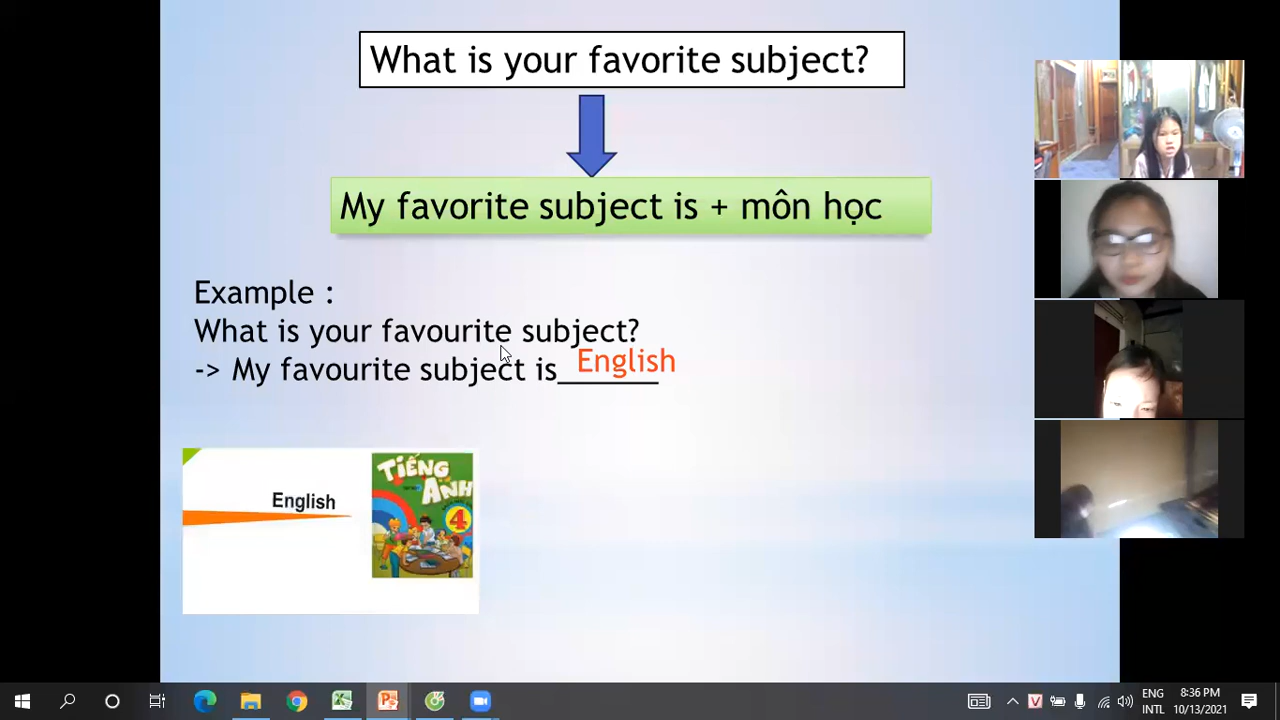 What is your favorite subject?
My favorite subject is + môn học
Example :
What is your favourite subject?
-> My favourite subject is______
English
English
TIẾNG
ANH
4
V
ENG
INTL
8:36 PM
10/13/2021